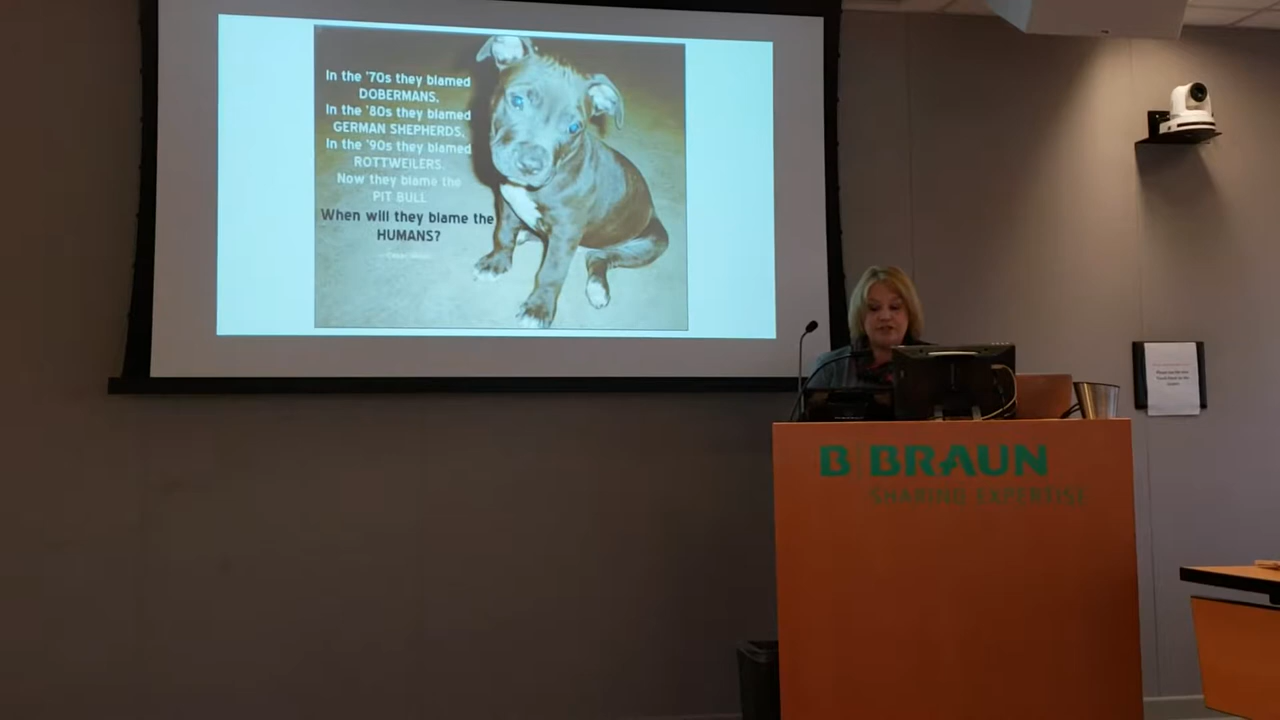 In the '70s they blamed
DOBERMANS,
In the '80s they blamed
GERMAN SHEPHERDS,
In the '90s they blamed
ROTTWEILERS.
Now they blame the
PIT BULL
When will they blame the
HUMANS?
B BRAUN
SHARING EXPERTISE